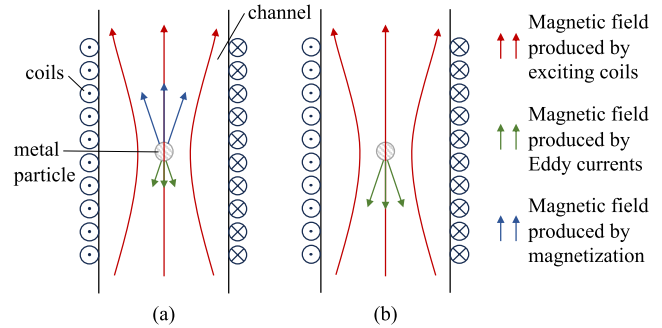 channel
coils
metal
particle
(a)
(b)
Magnetic field
produced by
exciting coils
Magnetic field
produced by
Eddy currents
Magnetic field
produced by
magnetization